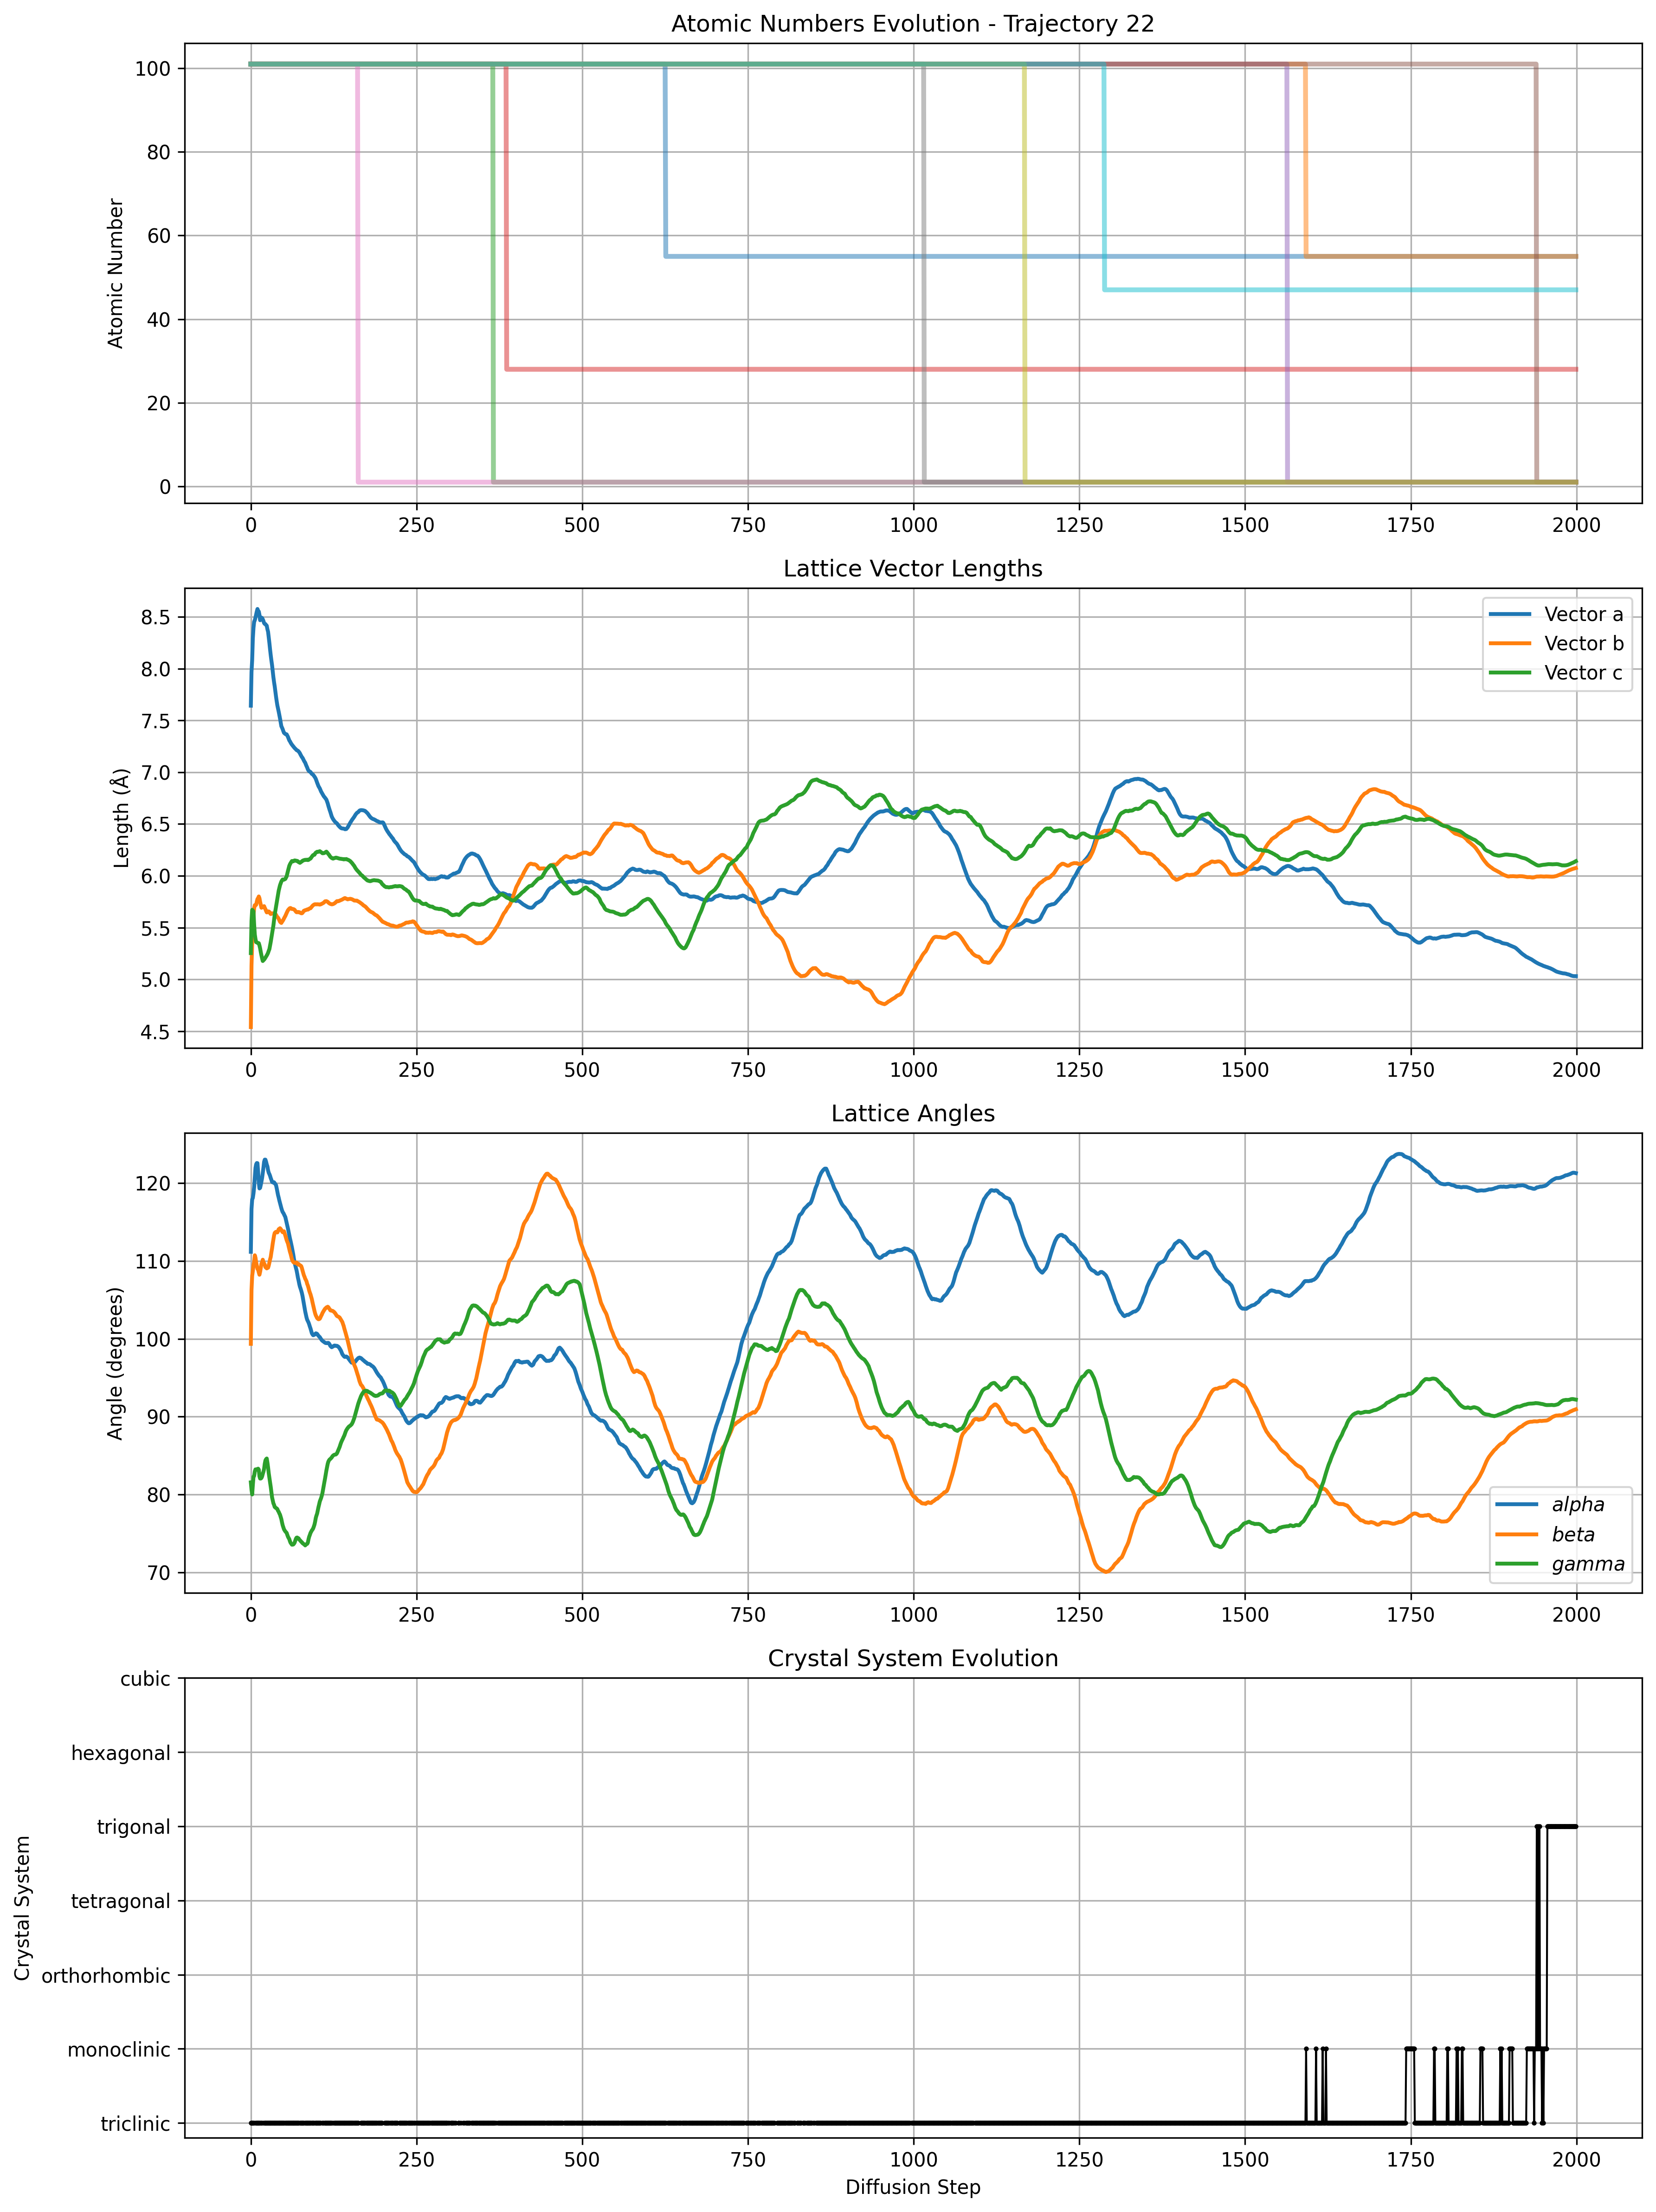 Atomic Numbers Evolution - Trajectory 22
Atomic Number
100
80
60
40
20
0
0 250 500 750 1000 1250 1500 1750 2000
Lattice Vector Lengths
Length (Å)
8.5
8.0
7.5
7.0
6.5
6.0
5.5
5.0
4.5
Vector a
Vector b
Vector c
0 250 500 750 1000 1250 1500 1750 2000
Lattice Angles
Angle (degrees)
120
110
100
90
80
70
alpha
beta
gamma
0 250 500 750 1000 1250 1500 1750 2000
Crystal System Evolution
Crystal System
cubic
hexagonal
trigonal
tetragonal
orthorhombic
monoclinic
triclinic
0 250 500 750 1000 1250 1500 1750 2000
Diffusion Step